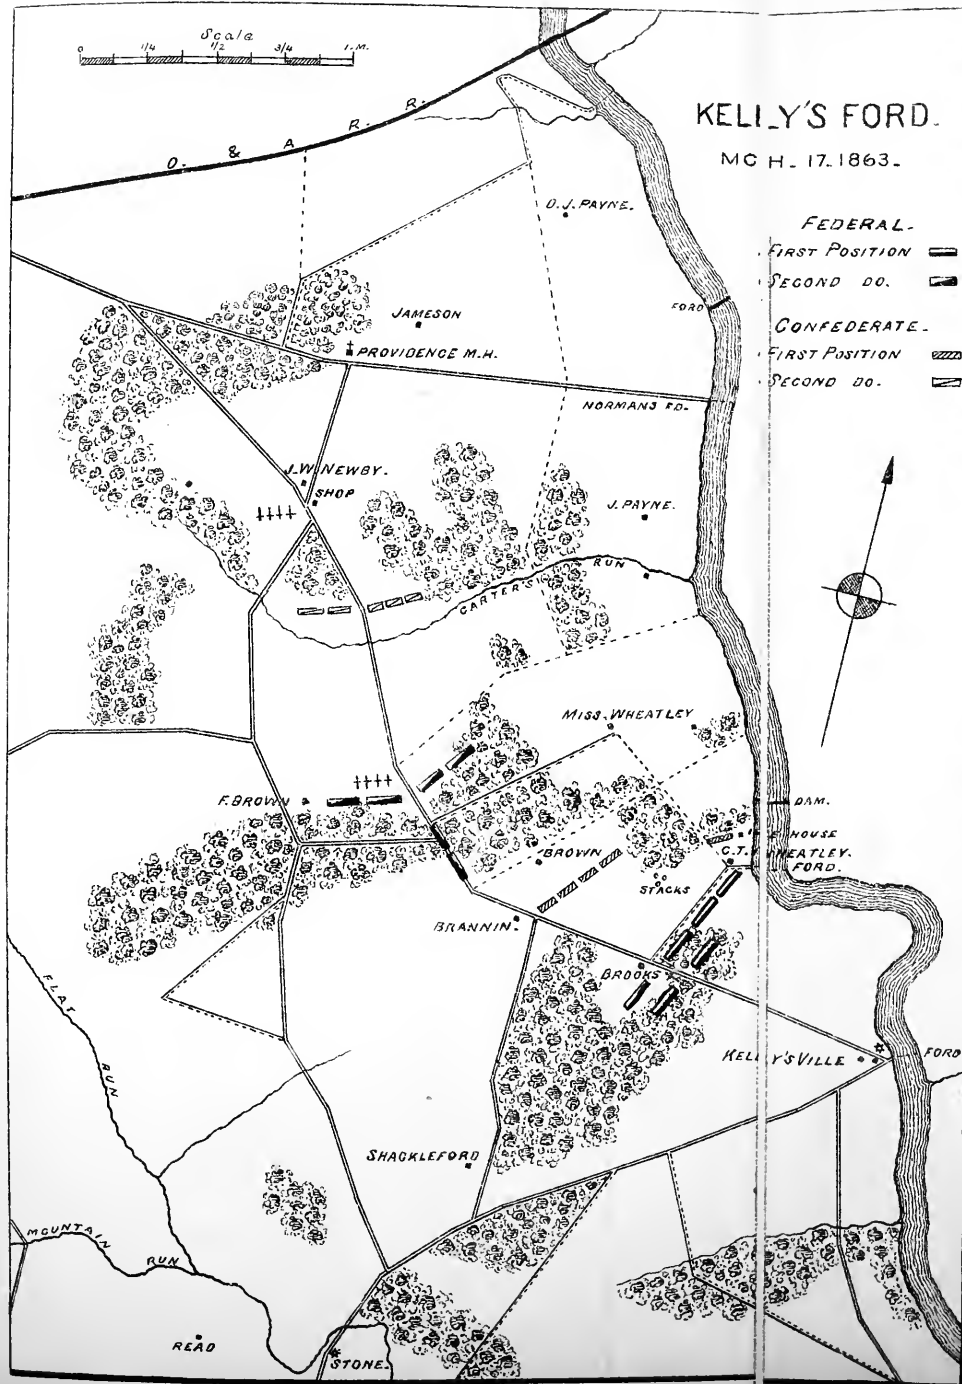 Scale
0 1/4 1/2 3/4 1. M.
O. & A R. R.
KELLY'S FORD.
MCH. 17. 1863.
FEDERAL.
FIRST POSITION
SECOND DO.
CONFEDERATE.
FIRST POSITION
SECOND DO.
O. J. PAYNE.
FORD
JAMESON
PROVIDENCE M.H.
NORMANS FD.
J. W. NEWBY.
SHOP
J. PAYNE.
CARTER'S RUN
MISS. WHEATLEY
F. BROWN
DAM.
HOUSE
C. T. WHEATLEY.
FORD.
BROWN
STACKS
BRANNIN.
BROOKS
FLAT RUN
KELLY'S VILLE
FORD
SHACKLEFORD
MOUNTAIN RUN
READ
STONE.